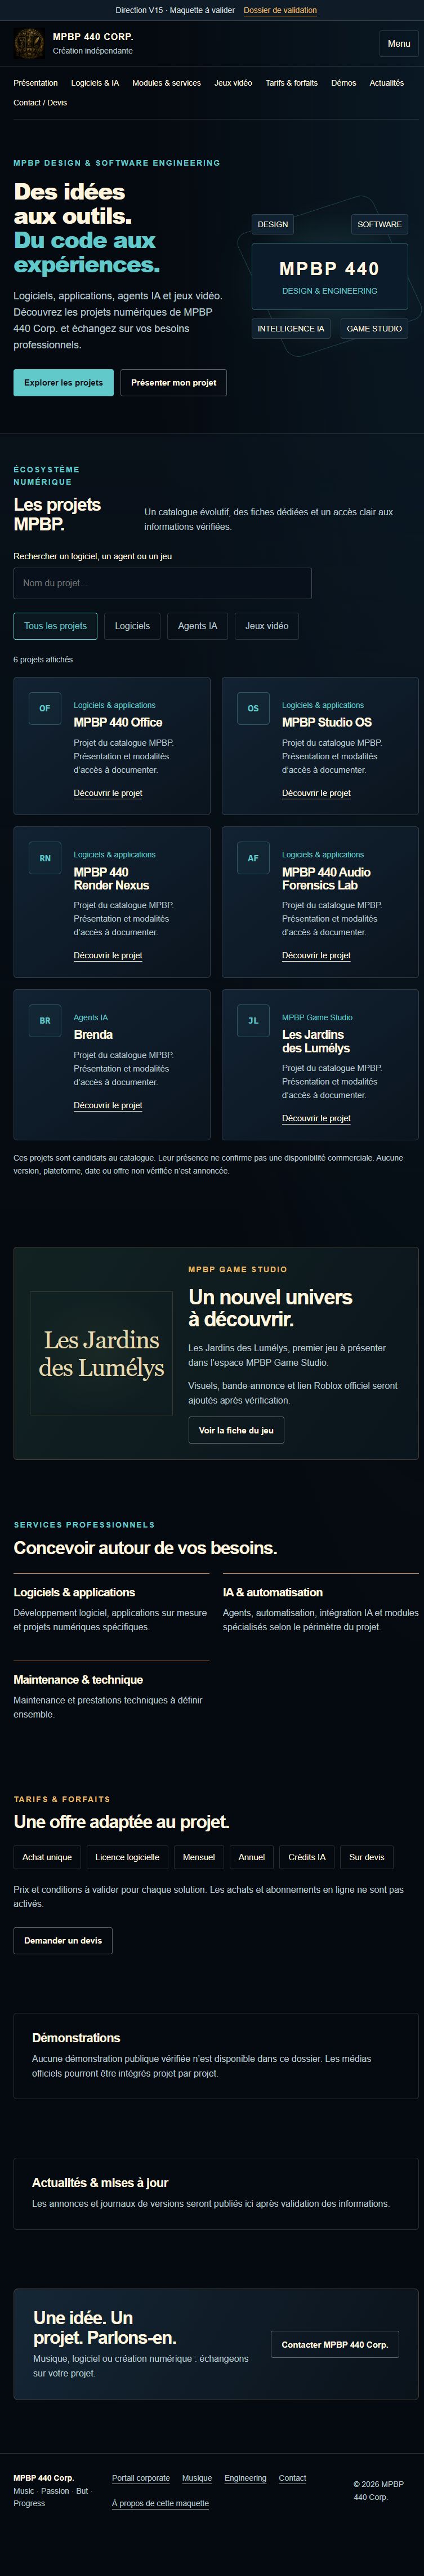 Direction V15 · Maquette à valider Dossier de validation
MPBP 440 CORP.
Création indépendante
Menu
Présentation Logiciels & IA Modules & services Jeux vidéo Tarifs & forfaits Démos Actualités
Contact / Devis
MPBP DESIGN & SOFTWARE ENGINEERING
Des idées
aux outils.
Du code aux
expériences.
Logiciels, applications, agents IA et jeux vidéo.
Découvrez les projets numériques de MPBP
440 Corp. et échangez sur vos besoins
professionnels.
Explorer les projets Présenter mon projet
DESIGN SOFTWARE
MPBP 440
DESIGN & ENGINEERING
INTELLIGENCE IA GAME STUDIO
ÉCOSYSTÈME
NUMÉRIQUE
Les projets
MPBP.
Un catalogue évolutif, des fiches dédiées et un accès clair aux
informations vérifiées.
Rechercher un logiciel, un agent ou un jeu
Nom du projet…
Tous les projets Logiciels Agents IA Jeux vidéo
6 projets affichés
OF
Logiciels & applications
MPBP 440 Office
Projet du catalogue MPBP.
Présentation et modalités
d’accès à documenter.
Découvrir le projet
OS
Logiciels & applications
MPBP Studio OS
Projet du catalogue MPBP.
Présentation et modalités
d’accès à documenter.
Découvrir le projet
RN
Logiciels & applications
MPBP 440
Render Nexus
Projet du catalogue MPBP.
Présentation et modalités
d’accès à documenter.
Découvrir le projet
AF
Logiciels & applications
MPBP 440 Audio
Forensics Lab
Projet du catalogue MPBP.
Présentation et modalités
d’accès à documenter.
Découvrir le projet
BR
Agents IA
Brenda
Projet du catalogue MPBP.
Présentation et modalités
d’accès à documenter.
Découvrir le projet
JL
MPBP Game Studio
Les Jardins
des Lumélys
Projet du catalogue MPBP.
Présentation et modalités
d’accès à documenter.
Découvrir le projet
Ces projets sont candidats au catalogue. Leur présence ne confirme pas une disponibilité commerciale. Aucune
version, plateforme, date ou offre non vérifiée n’est annoncée.
Les Jardins
des Lumélys
MPBP GAME STUDIO
Un nouvel univers
à découvrir.
Les Jardins des Lumélys, premier jeu à présenter
dans l’espace MPBP Game Studio.
Visuels, bande-annonce et lien Roblox officiel seront
ajoutés après vérification.
Voir la fiche du jeu
SERVICES PROFESSIONNELS
Concevoir autour de vos besoins.
Logiciels & applications
Développement logiciel, applications sur mesure
et projets numériques spécifiques.
IA & automatisation
Agents, automatisation, intégration IA et modules
spécialisés selon le périmètre du projet.
Maintenance & technique
Maintenance et prestations techniques à définir
ensemble.
TARIFS & FORFAITS
Une offre adaptée au projet.
Achat unique Licence logicielle Mensuel Annuel Crédits IA Sur devis
Prix et conditions à valider pour chaque solution. Les achats et abonnements en ligne ne sont pas
activés.
Demander un devis
Démonstrations
Aucune démonstration publique vérifiée n’est disponible dans ce dossier. Les médias
officiels pourront être intégrés projet par projet.
Actualités & mises à jour
Les annonces et journaux de versions seront publiés ici après validation des informations.
Une idée. Un
projet. Parlons-en.
Musique, logiciel ou création numérique : échangeons
sur votre projet.
Contacter MPBP 440 Corp.
MPBP 440 Corp.
Music · Passion · But ·
Progress
Portail corporate Musique Engineering Contact
À propos de cette maquette
© 2026 MPBP
440 Corp.